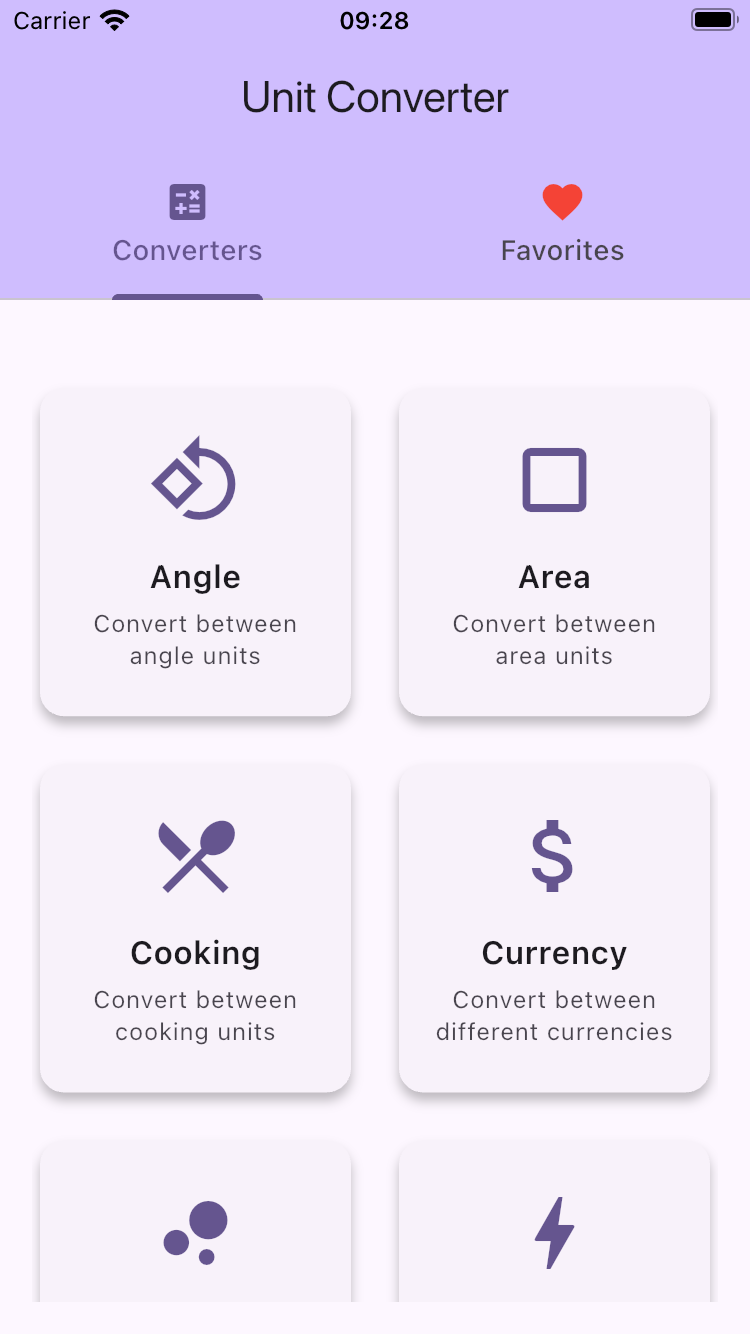 Carrier 09:28
Unit Converter
Converters
Favorites
Angle
Convert between
angle units
Area
Convert between
area units
Cooking
Convert between
cooking units
Currency
Convert between
different currencies